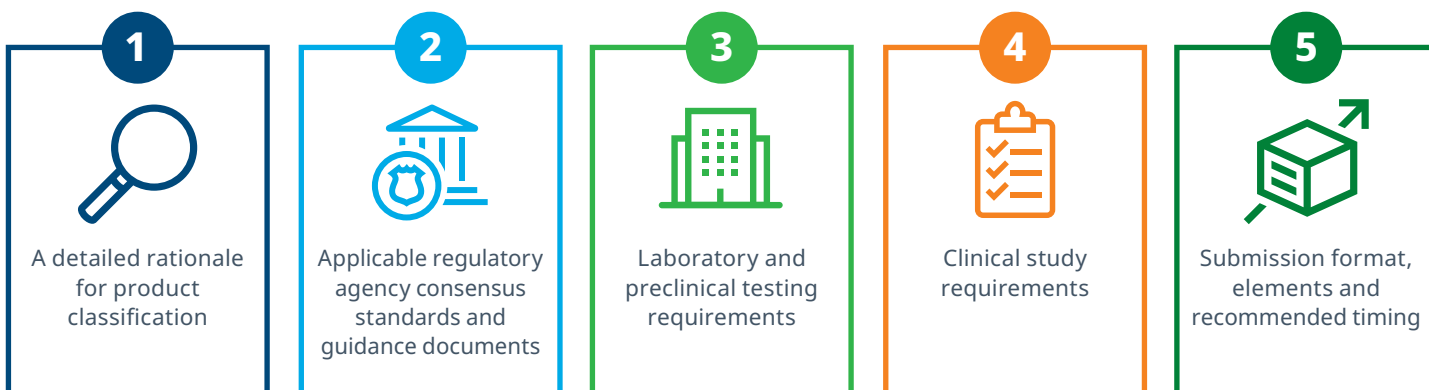 1
A detailed rationale
for product
classification
2
Applicable regulatory
agency consensus
standards and
guidance documents
3
Laboratory and
preclinical testing
requirements
4
Clinical study
requirements
5
Submission format,
elements and
recommended timing